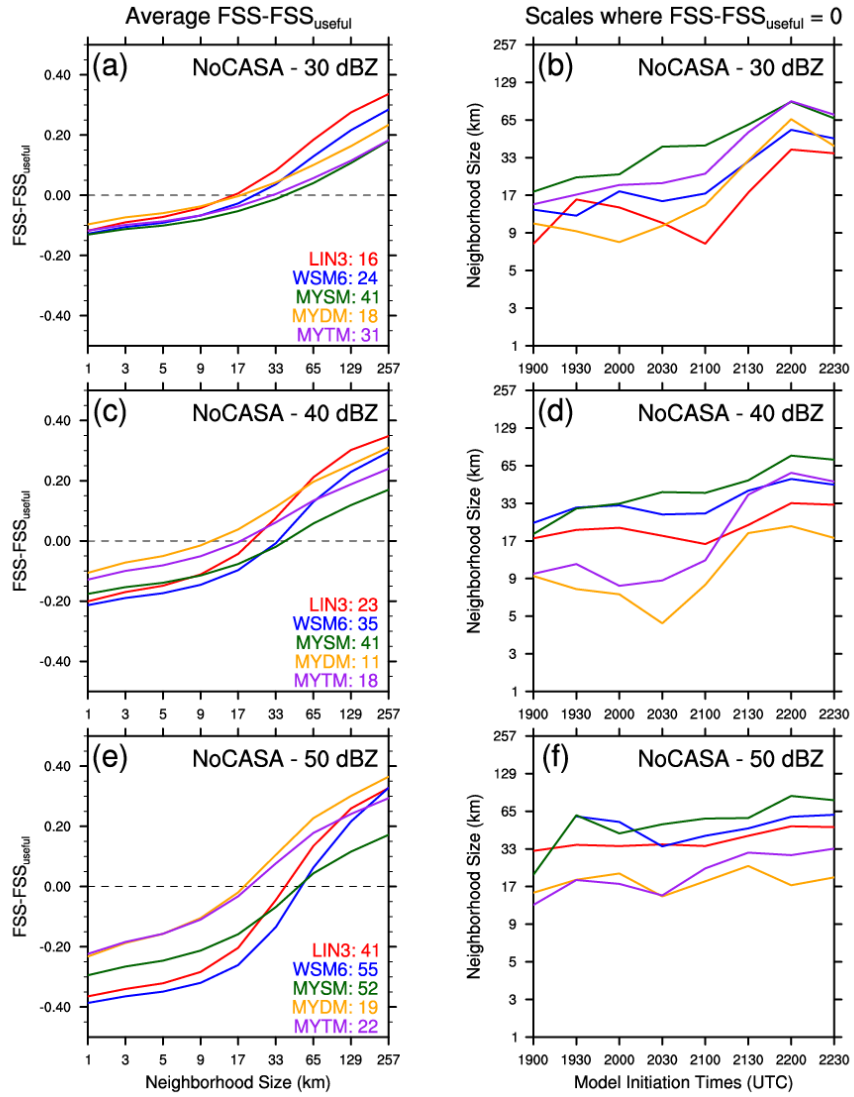 Average FSS-FSSuseful
Scales where FSS-FSSuseful = 0
(a) NoCASA - 30 dBZ
FSS-FSSuseful
0.40
0.20
0.00
-0.20
-0.40
LIN3: 16
WSM6: 24
MYSM: 41
MYDM: 18
MYTM: 31
1 3 5 9 17 33 65 129 257
(b) NoCASA - 30 dBZ
Neighborhood Size (km)
257
129
65
33
17
9
5
3
1
1900 1930 2000 2030 2100 2130 2200 2230
(c) NoCASA - 40 dBZ
FSS-FSSuseful
0.40
0.20
0.00
-0.20
-0.40
LIN3: 23
WSM6: 35
MYSM: 41
MYDM: 11
MYTM: 18
1 3 5 9 17 33 65 129 257
(d) NoCASA - 40 dBZ
Neighborhood Size (km)
257
129
65
33
17
9
5
3
1
1900 1930 2000 2030 2100 2130 2200 2230
(e) NoCASA - 50 dBZ
FSS-FSSuseful
0.40
0.20
0.00
-0.20
-0.40
LIN3: 41
WSM6: 55
MYSM: 52
MYDM: 19
MYTM: 22
1 3 5 9 17 33 65 129 257
Neighborhood Size (km)
(f) NoCASA - 50 dBZ
Neighborhood Size (km)
257
129
65
33
17
9
5
3
1
1900 1930 2000 2030 2100 2130 2200 2230
Model Initiation Times (UTC)